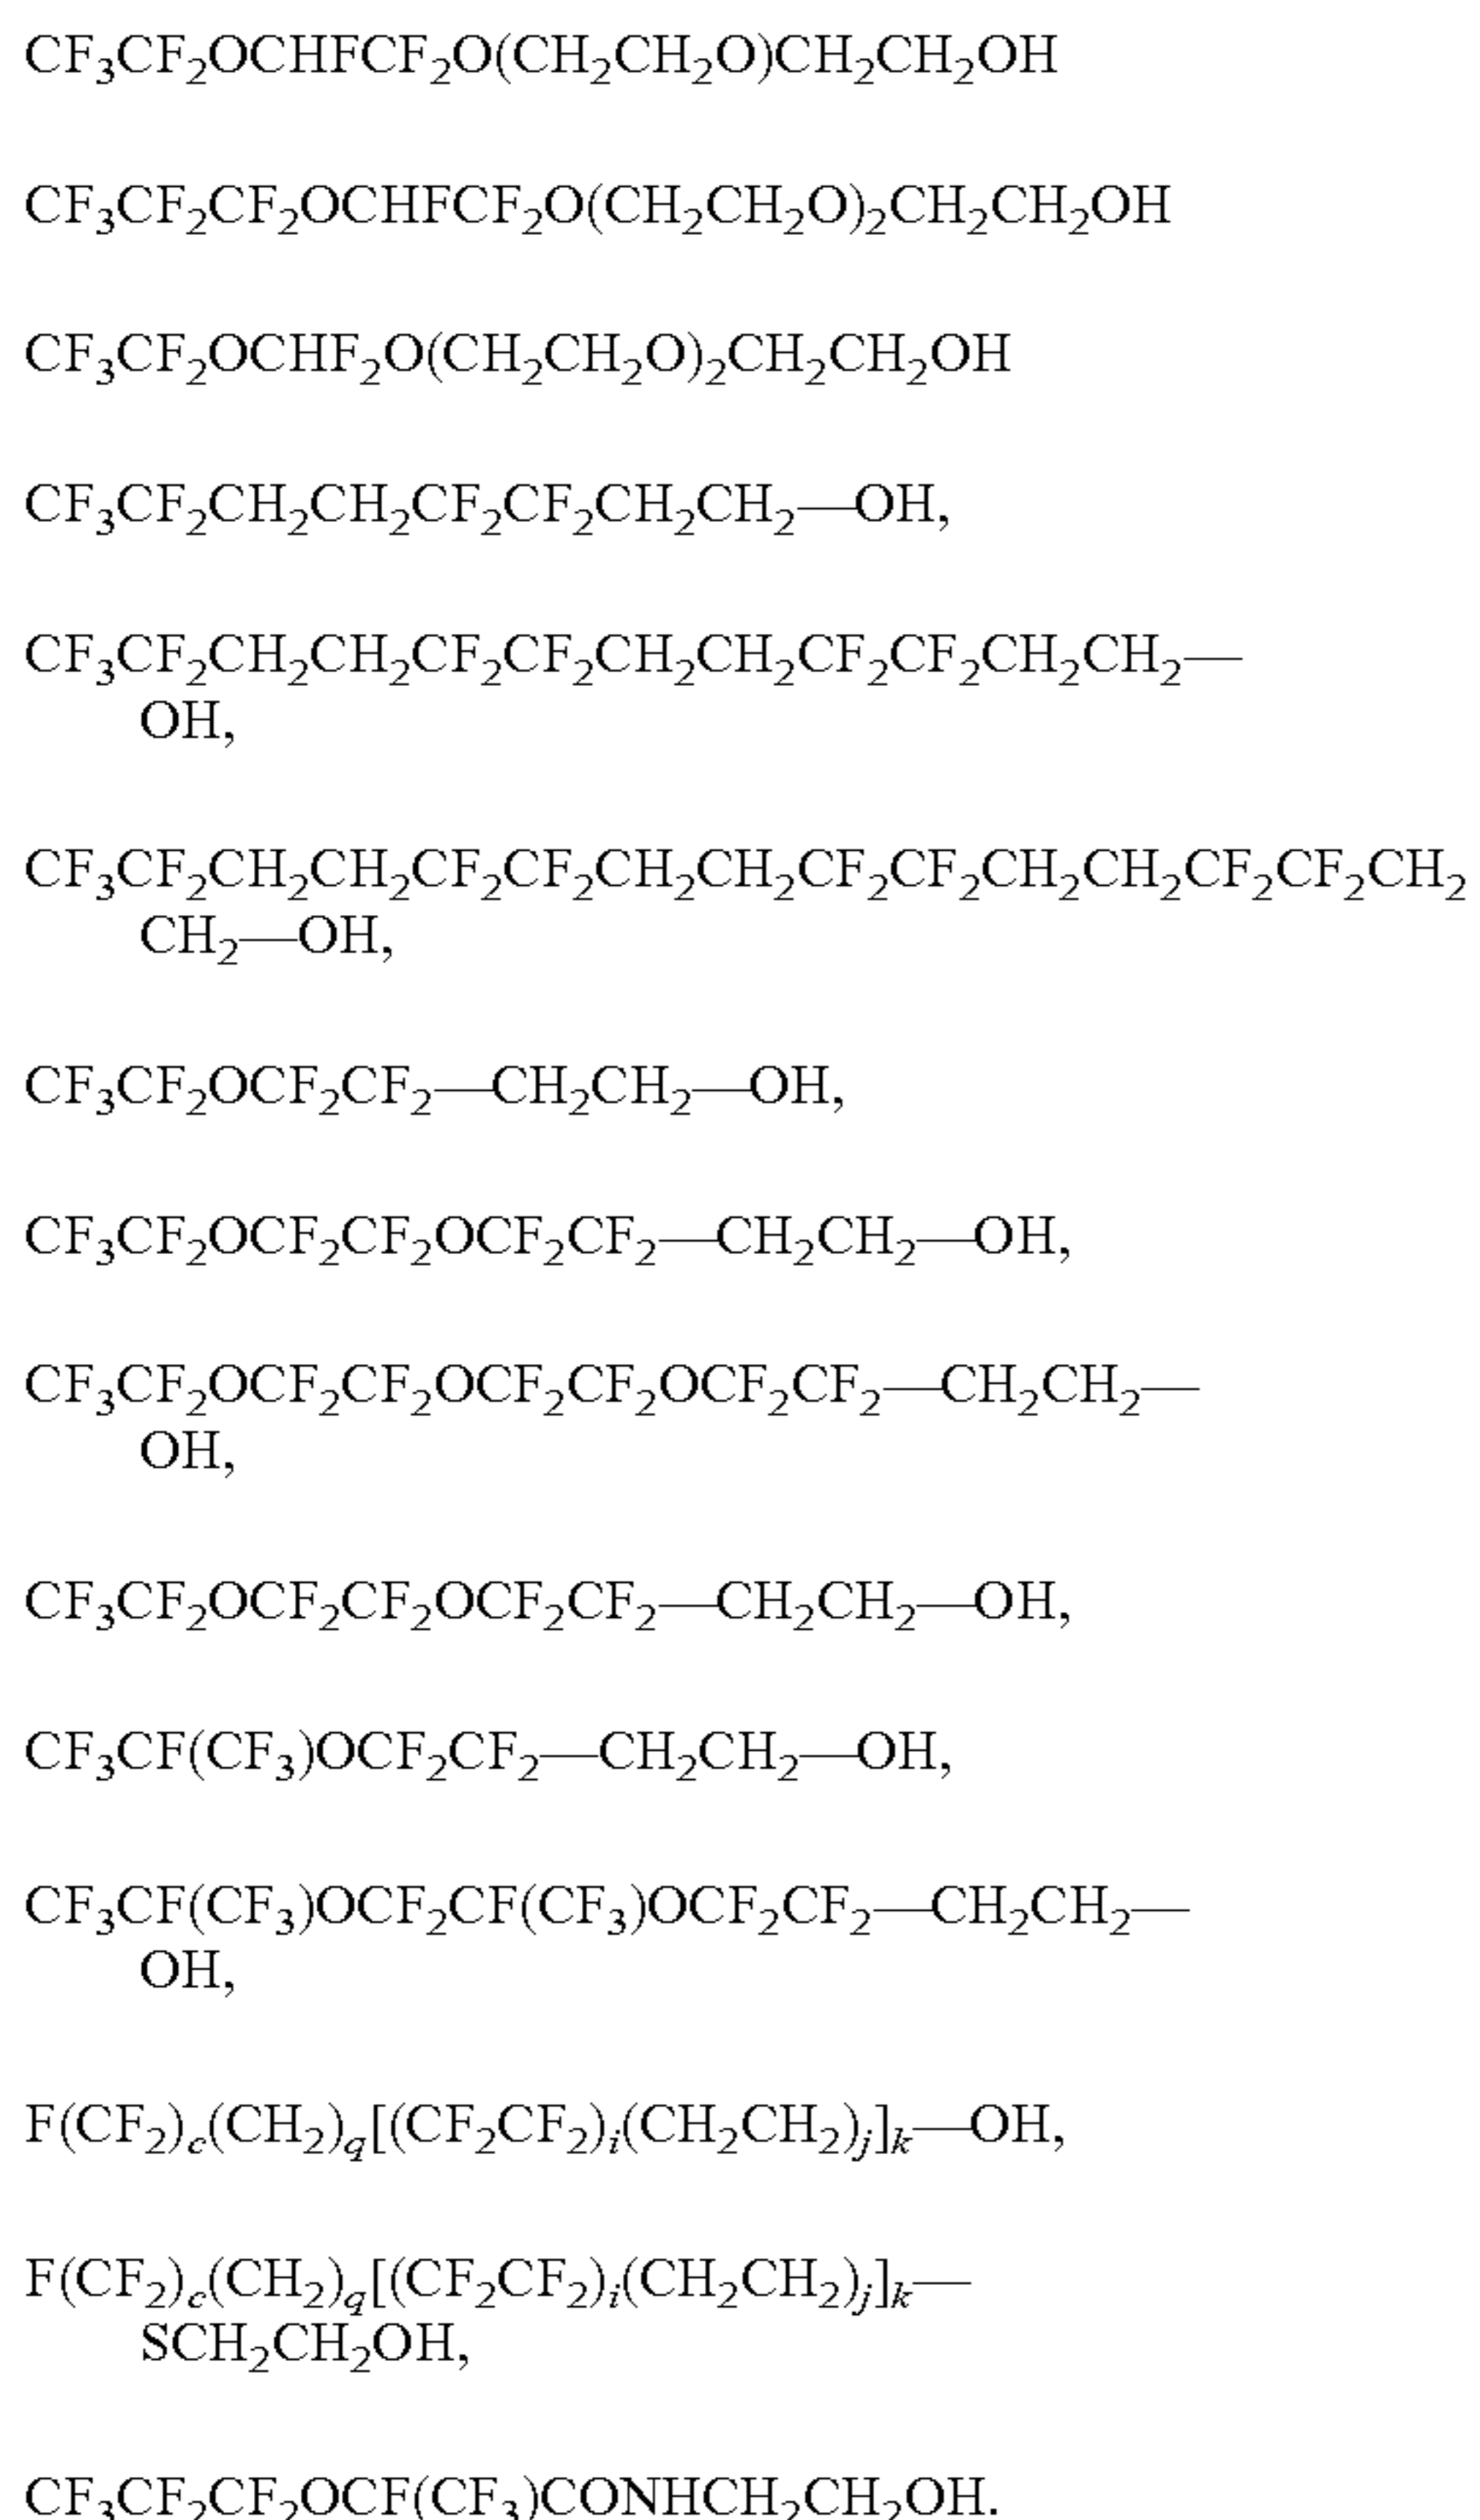 CF₃CF₂OCHFCF₂O(CH₂CH₂O)CH₂CH₂OH
CF₃CF₂CF₂OCHFCF₂O(CH₂CH₂O)₂CH₂CH₂OH
CF₃CF₂OCHF₂O(CH₂CH₂O)₂CH₂CH₂OH
CF₃CF₂CH₂CH₂CF₂CF₂CH₂CH₂—OH,
CF₃CF₂CH₂CH₂CF₂CF₂CH₂CH₂CF₂CF₂CH₂CH₂—
OH,
CF₃CF₂CH₂CH₂CF₂CF₂CH₂CH₂CF₂CF₂CH₂CH₂CF₂CF₂CH₂
CH₂—OH,
CF₃CF₂OCF₂CF₂—CH₂CH₂—OH,
CF₃CF₂OCF₂CF₂OCF₂CF₂—CH₂CH₂—OH,
CF₃CF₂OCF₂CF₂OCF₂CF₂OCF₂CF₂—CH₂CH₂—
OH,
CF₃CF₂OCF₂CF₂OCF₂CF₂—CH₂CH₂—OH,
CF₃CF(CF₃)OCF₂CF₂—CH₂CH₂—OH,
CF₃CF(CF₃)OCF₂CF(CF₃)OCF₂CF₂—CH₂CH₂—
OH,
F(CF₂)c(CH₂)q[(CF₂CF₂)i(CH₂CH₂)j]k—OH,
F(CF₂)c(CH₂)q[(CF₂CF₂)i(CH₂CH₂)j]k—
SCH₂CH₂OH,
CF₃CF₂CF₂OCF(CF₃)CONHCH₂CH₂OH.